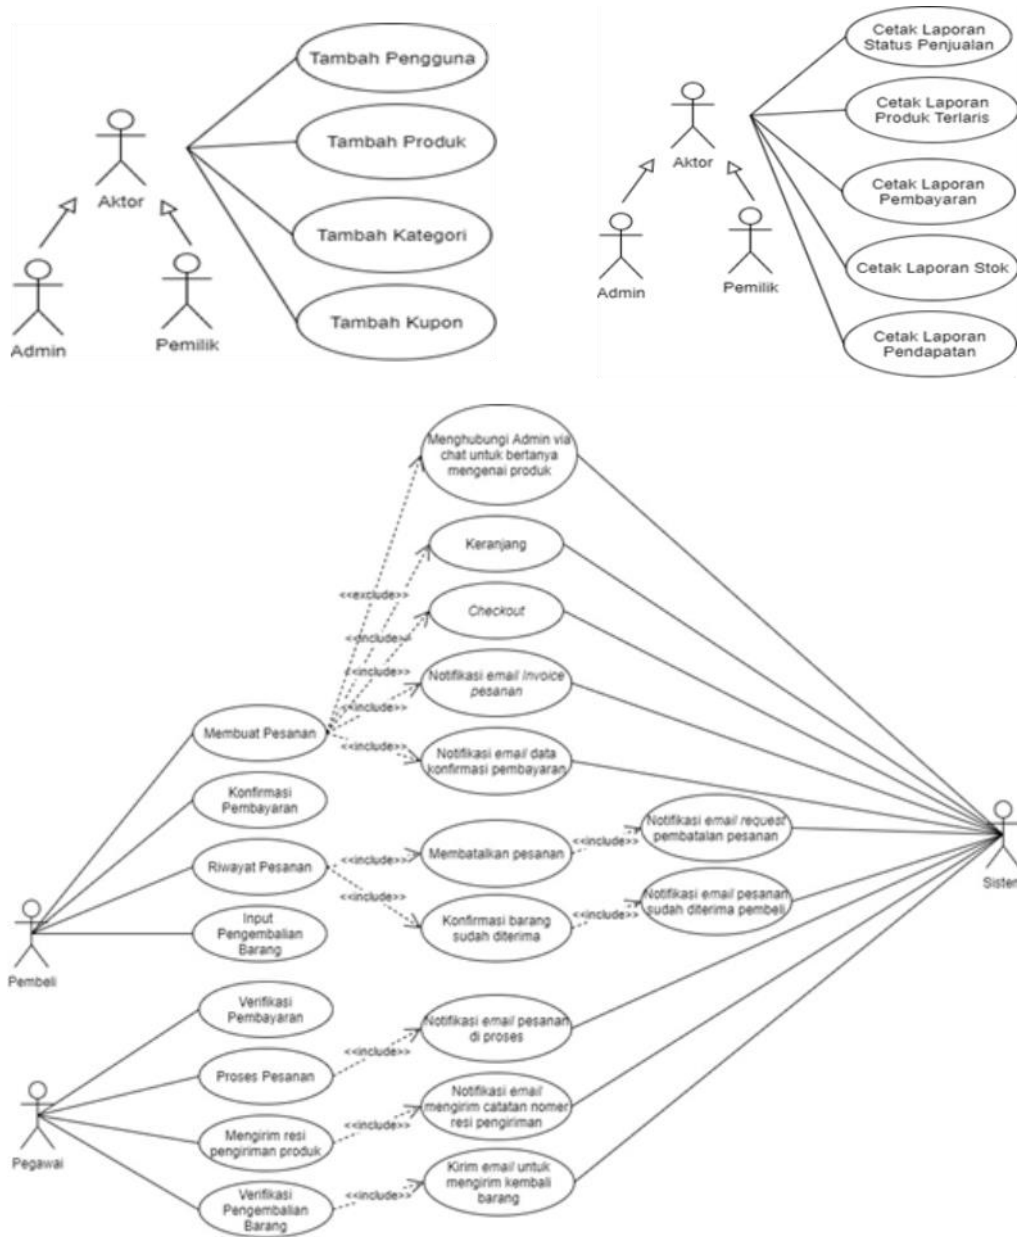 Tambah Pengguna
Tambah Produk
Tambah Kategori
Tambah Kupon
Aktor
Admin
Pemilik
Cetak Laporan
Status Penjualan
Cetak Laporan
Produk Terlaris
Cetak Laporan
Pembayaran
Cetak Laporan Stok
Cetak Laporan
Pendapatan
Aktor
Admin
Pemilik
Menghubungi Admin via
chat untuk bertanya
mengenai produk
Keranjang
<<exclude>>
Checkout
<<include>>
<<include>>
Notifikasi email Invoice
pesanan
<<include>>
Membuat Pesanan
<<include>>
Notifikasi email data
konfirmasi pembayaran
Konfirmasi
Pembayaran
Riwayat Pesanan
<<include>>
Membatalkan pesanan
<<include>>
Notifikasi email request
pembatalan pesanan
Sistem
Input
Pengembalian
Barang
<<include>>
Konfirmasi barang
sudah diterima
<<include>>
Notifikasi email pesanan
sudah diterima pembeli
Pembeli
Verifikasi
Pembayaran
Proses Pesanan
<<include>>
Notifikasi email pesanan
di proses
Mengirim resi
pengiriman produk
<<include>>
Notifikasi email
mengirim catatan nomer
resi pengiriman
Pegawai
Verifikasi
Pengembalian
Barang
<<include>>
Kirim email untuk
mengirim kembali
barang